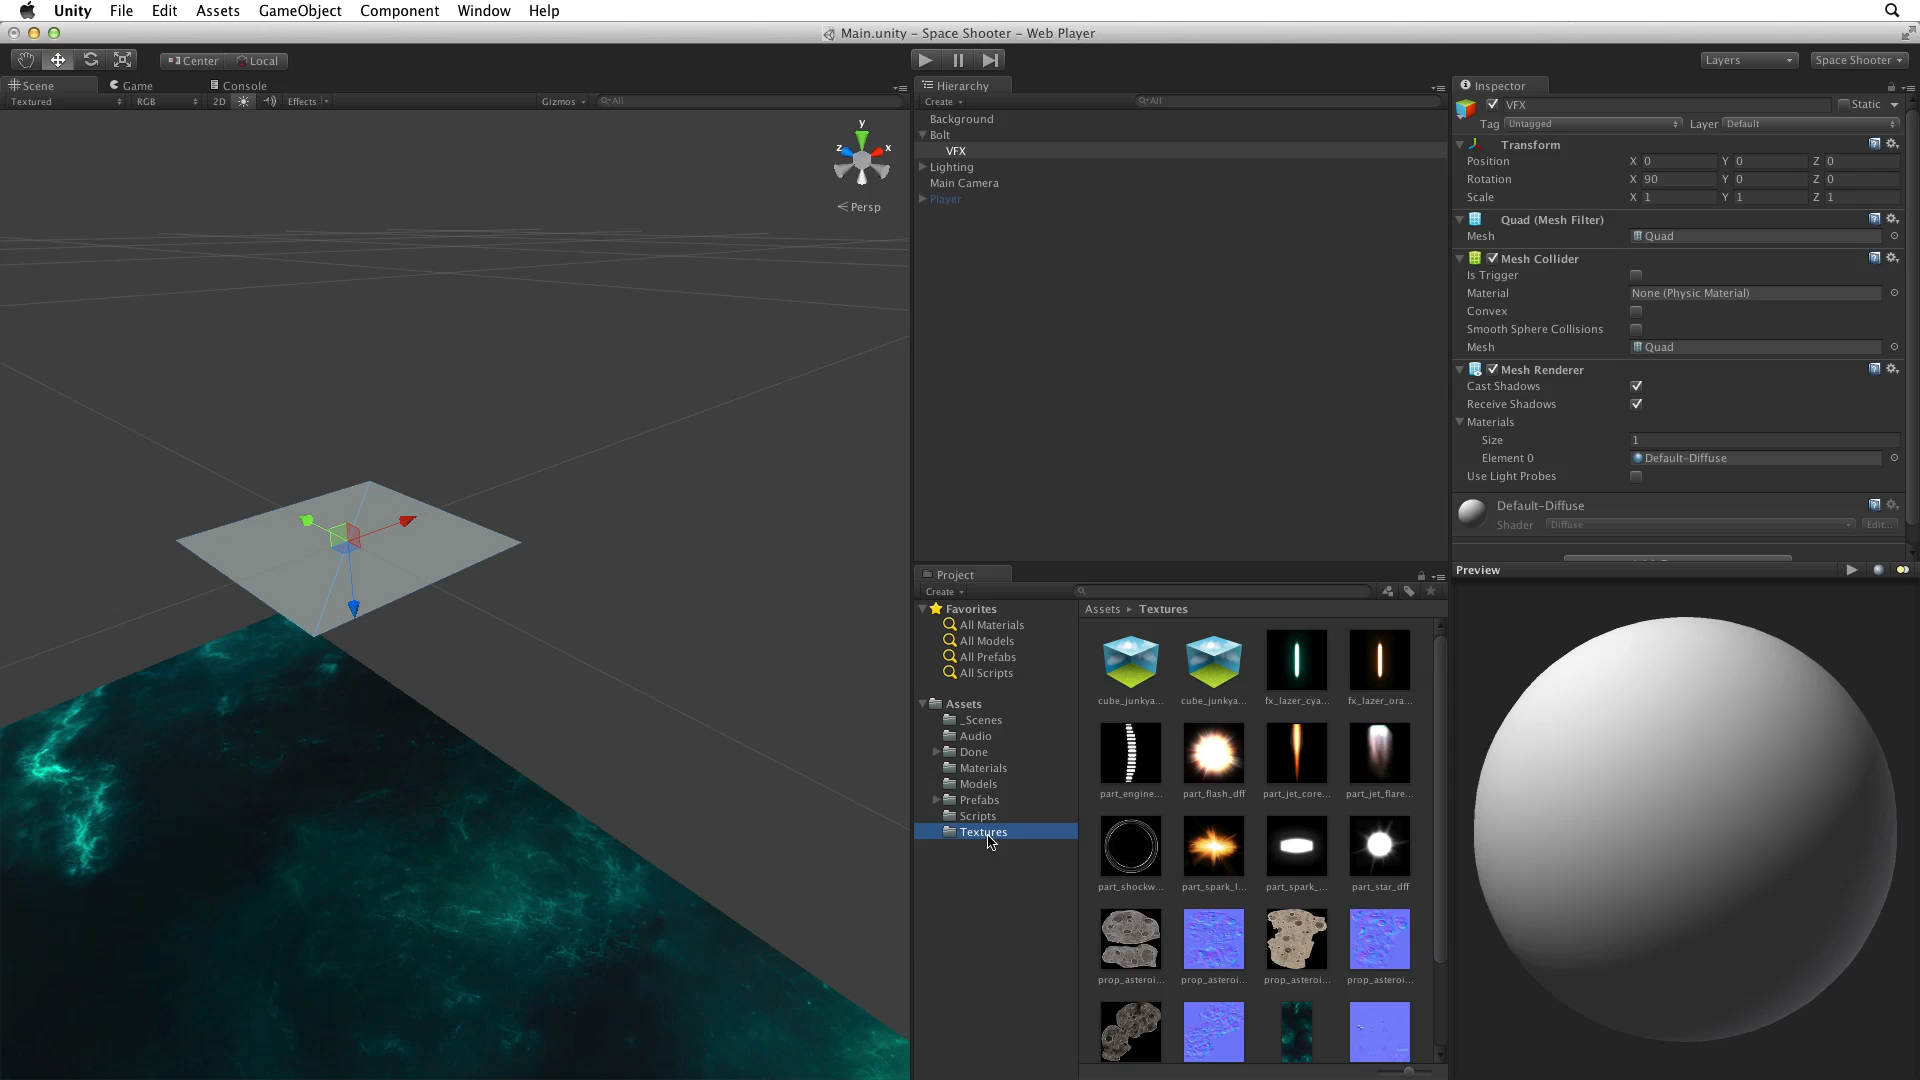 Unity File Edit Assets GameObject Component Window Help
Main.unity – Space Shooter – Web Player
Center Local
Layers Space Shooter
Scene Game Console
Textured RGB 2D Effects Gizmos All
y
z x
Persp
Hierarchy
Create All
Background
Bolt
VFX
Lighting
Main Camera
Player
Project
Create
Favorites
All Materials
All Models
All Prefabs
All Scripts
Assets
_Scenes
Audio
Done
Materials
Models
Prefabs
Scripts
Textures
Assets ▸ Textures
cube_junkya... cube_junkya... fx_lazer_cya... fx_lazer_ora...
part_engine... part_flash_dff part_jet_core... part_jet_flare...
part_shockw... part_spark_l... part_spark_... part_star_dff
prop_asteroi... prop_asteroi... prop_asteroi... prop_asteroi...
Inspector
VFX Static
Tag Untagged Layer Default
Transform
Position X 0 Y 0 Z 0
Rotation X 90 Y 0 Z 0
Scale X 1 Y 1 Z 1
Quad (Mesh Filter)
Mesh Quad
Mesh Collider
Is Trigger
Material None (Physic Material)
Convex
Smooth Sphere Collisions
Mesh Quad
Mesh Renderer
Cast Shadows
Receive Shadows
Materials
Size 1
Element 0 Default-Diffuse
Use Light Probes
Default-Diffuse
Shader Diffuse Edit...
Preview